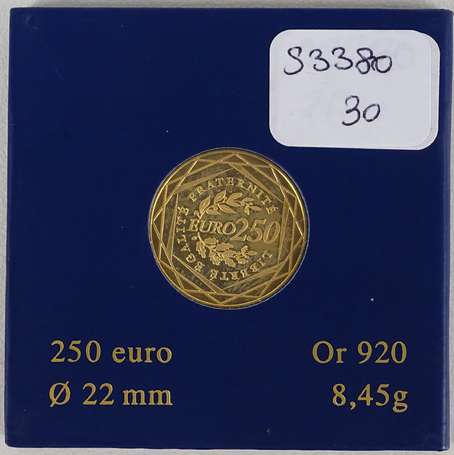 S3380
30
LIBERTÉ ÉGALITÉ FRATERNITÉ
EURO 250
250 euro
Or 920
Ø 22 mm
8,45g